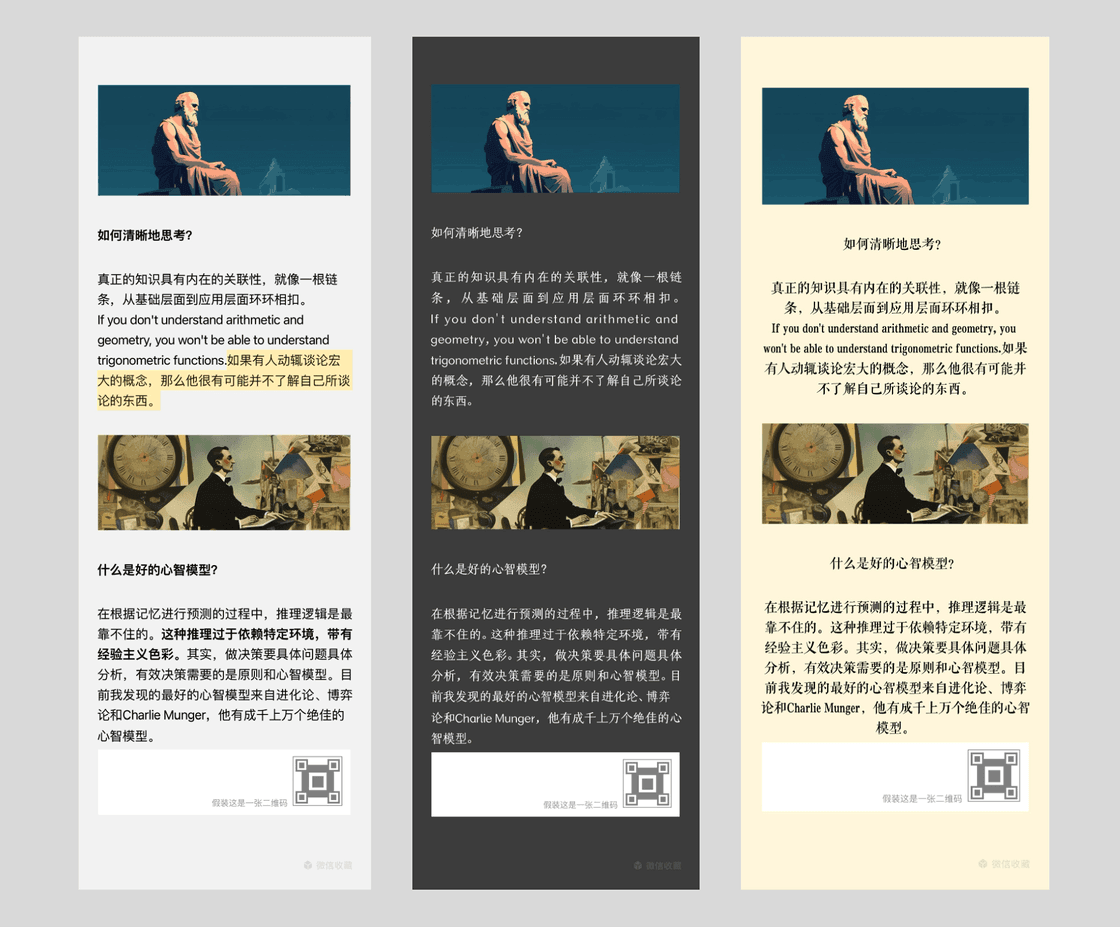 如何清晰地思考?
真正的知识具有内在的关联性，就像一根链
条，从基础层面到应用层面环环相扣。
If you don't understand arithmetic and
geometry, you won't be able to understand
trigonometric functions.如果有人动辄谈论宏
大的概念，那么他很有可能并不了解自己所谈
论的东西。
什么是好的心智模型?
在根据记忆进行预测的过程中，推理逻辑是最
靠不住的。这种推理过于依赖特定环境，带有
经验主义色彩。其实，做决策要具体问题具体
分析，有效决策需要的是原则和心智模型。目
前我发现的最好的心智模型来自进化论、博弈
论和Charlie Munger，他有成千上万个绝佳的
心智模型。
假装这是一张二维码
微信收藏
如何清晰地思考?
真正的知识具有内在的关联性，就像一根链
条，从基础层面到应用层面环环相扣。
If you don't understand arithmetic and
geometry, you won't be able to understand
trigonometric functions.如果有人动辄谈论宏大
的概念，那么他很有可能并不了解自己所谈论
的东西。
什么是好的心智模型?
在根据记忆进行预测的过程中，推理逻辑是最
靠不住的。这种推理过于依赖特定环境，带有
经验主义色彩。其实，做决策要具体问题具体
分析，有效决策需要的是原则和心智模型。目
前我发现的最好的心智模型来自进化论、博弈
论和Charlie Munger，他有成千上万个绝佳的心
智模型。
假装这是一张二维码
微信收藏
如何清晰地思考?
真正的知识具有内在的关联性，就像一根链
条，从基础层面到应用层面环环相扣。
If you don't understand arithmetic and geometry, you
won't be able to understand trigonometric functions.如果
有人动辄谈论宏大的概念，那么他很有可能并
不了解自己所谈论的东西。
什么是好的心智模型?
在根据记忆进行预测的过程中，推理逻辑是最
靠不住的。这种推理过于依赖特定环境，带有
经验主义色彩。其实，做决策要具体问题具体
分析，有效决策需要的是原则和心智模型。目
前我发现的最好的心智模型来自进化论、博弈
论和Charlie Munger，他有成千上万个绝佳的心智
模型。
假装这是一张二维码
微信收藏